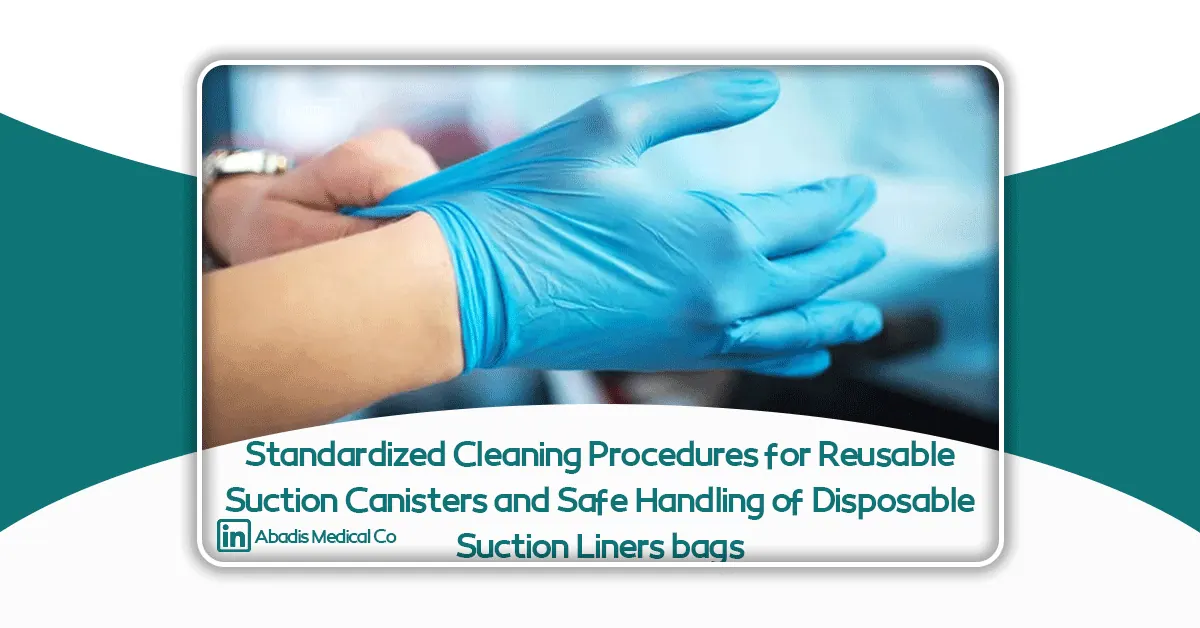 Standardized Cleaning Procedures for Reusable
Suction Canisters and Safe Handling of Disposable
Suction Liners bags
in Abadis Medical Co